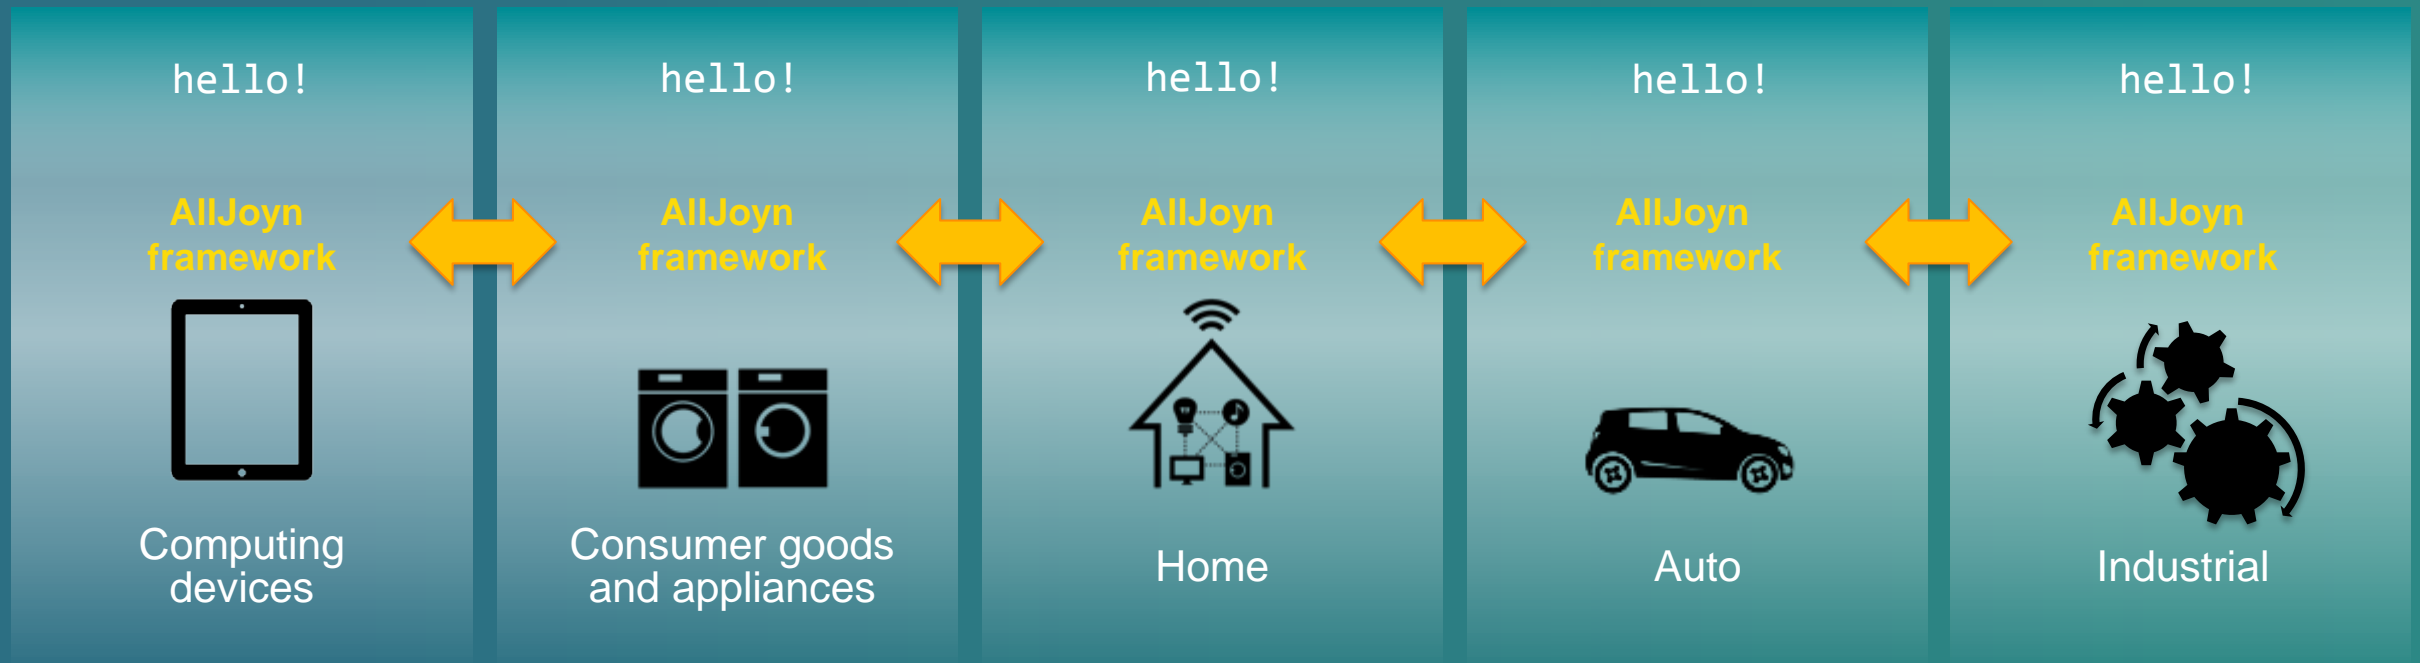 hello!
AllJoyn
framework
Computing
devices
hello!
AllJoyn
framework
Consumer goods
and appliances
hello!
AllJoyn
framework
Home
hello!
AllJoyn
framework
Auto
hello!
AllJoyn
framework
Industrial